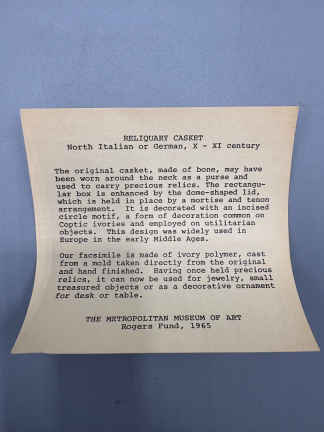 RELIQUARY CASKET
North Italian or German, X - XI century
The original casket, made of bone, may have
been worn around the neck as a purse and
used to carry precious relics. The rectangu-
lar box is enhanced by the dome-shaped lid,
which is held in place by a mortise and tenon
arrangement. It is decorated with an incised
circle motif, a form of decoration common on
Coptic ivories and employed on utilitarian
objects. This design was widely used in
Europe in the early Middle Ages.
Our facsimile is made of ivory polymer, cast
from a mold taken directly from the original
and hand finished. Having once held precious
relics, it can now be used for jewelry, small
treasured objects or as a decorative ornament
for desk or table.
THE METROPOLITAN MUSEUM OF ART
Rogers Fund, 1965